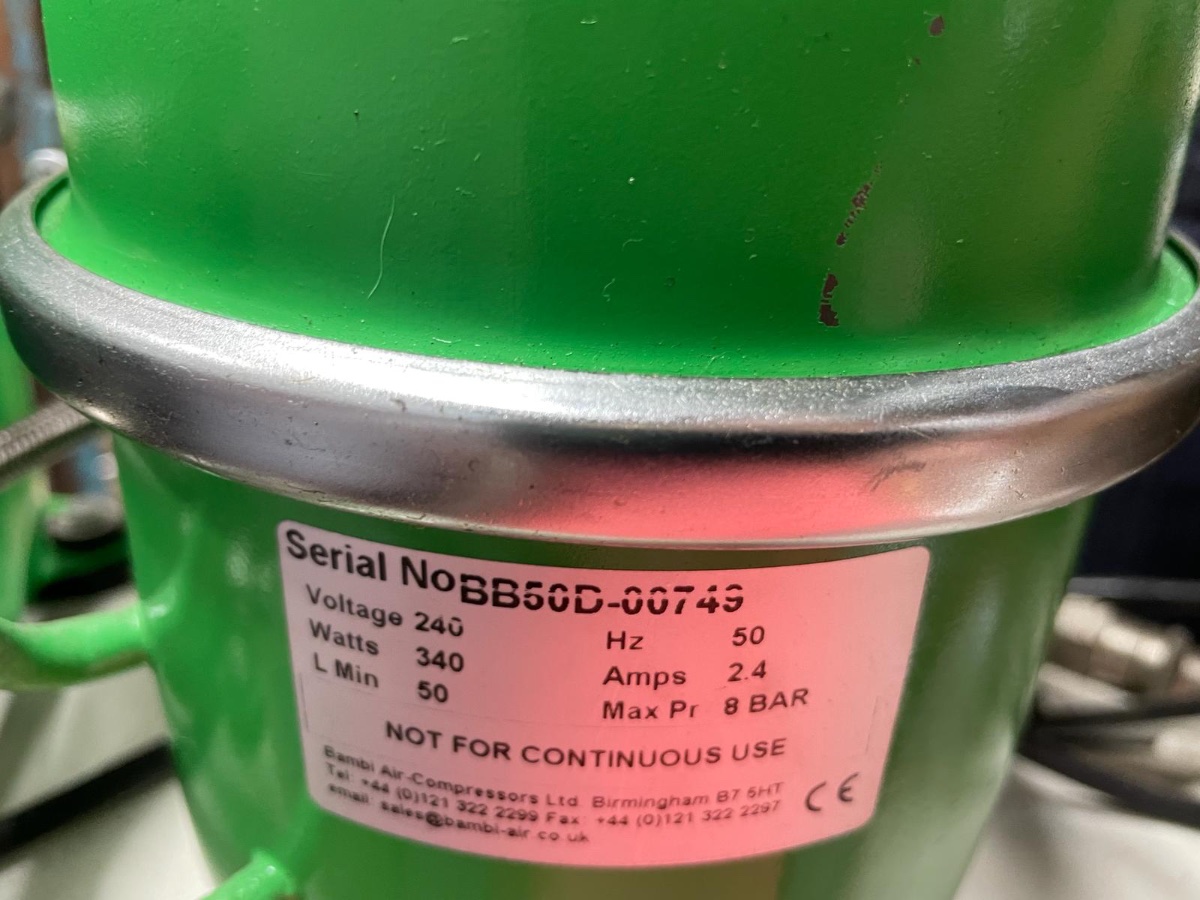 Serial No BB50D-00749
Voltage 240 Hz 50
Watts 340 Amps 2.4
L Min 50 Max Pr 8 BAR
NOT FOR CONTINUOUS USE
Bambi Air-Compressors Ltd Birmingham B7 5HT
Tel: +44 (0)121 322 2299 Fax: +44 (0)121 322 2297
email: sales@bambi-air.co.uk
CE